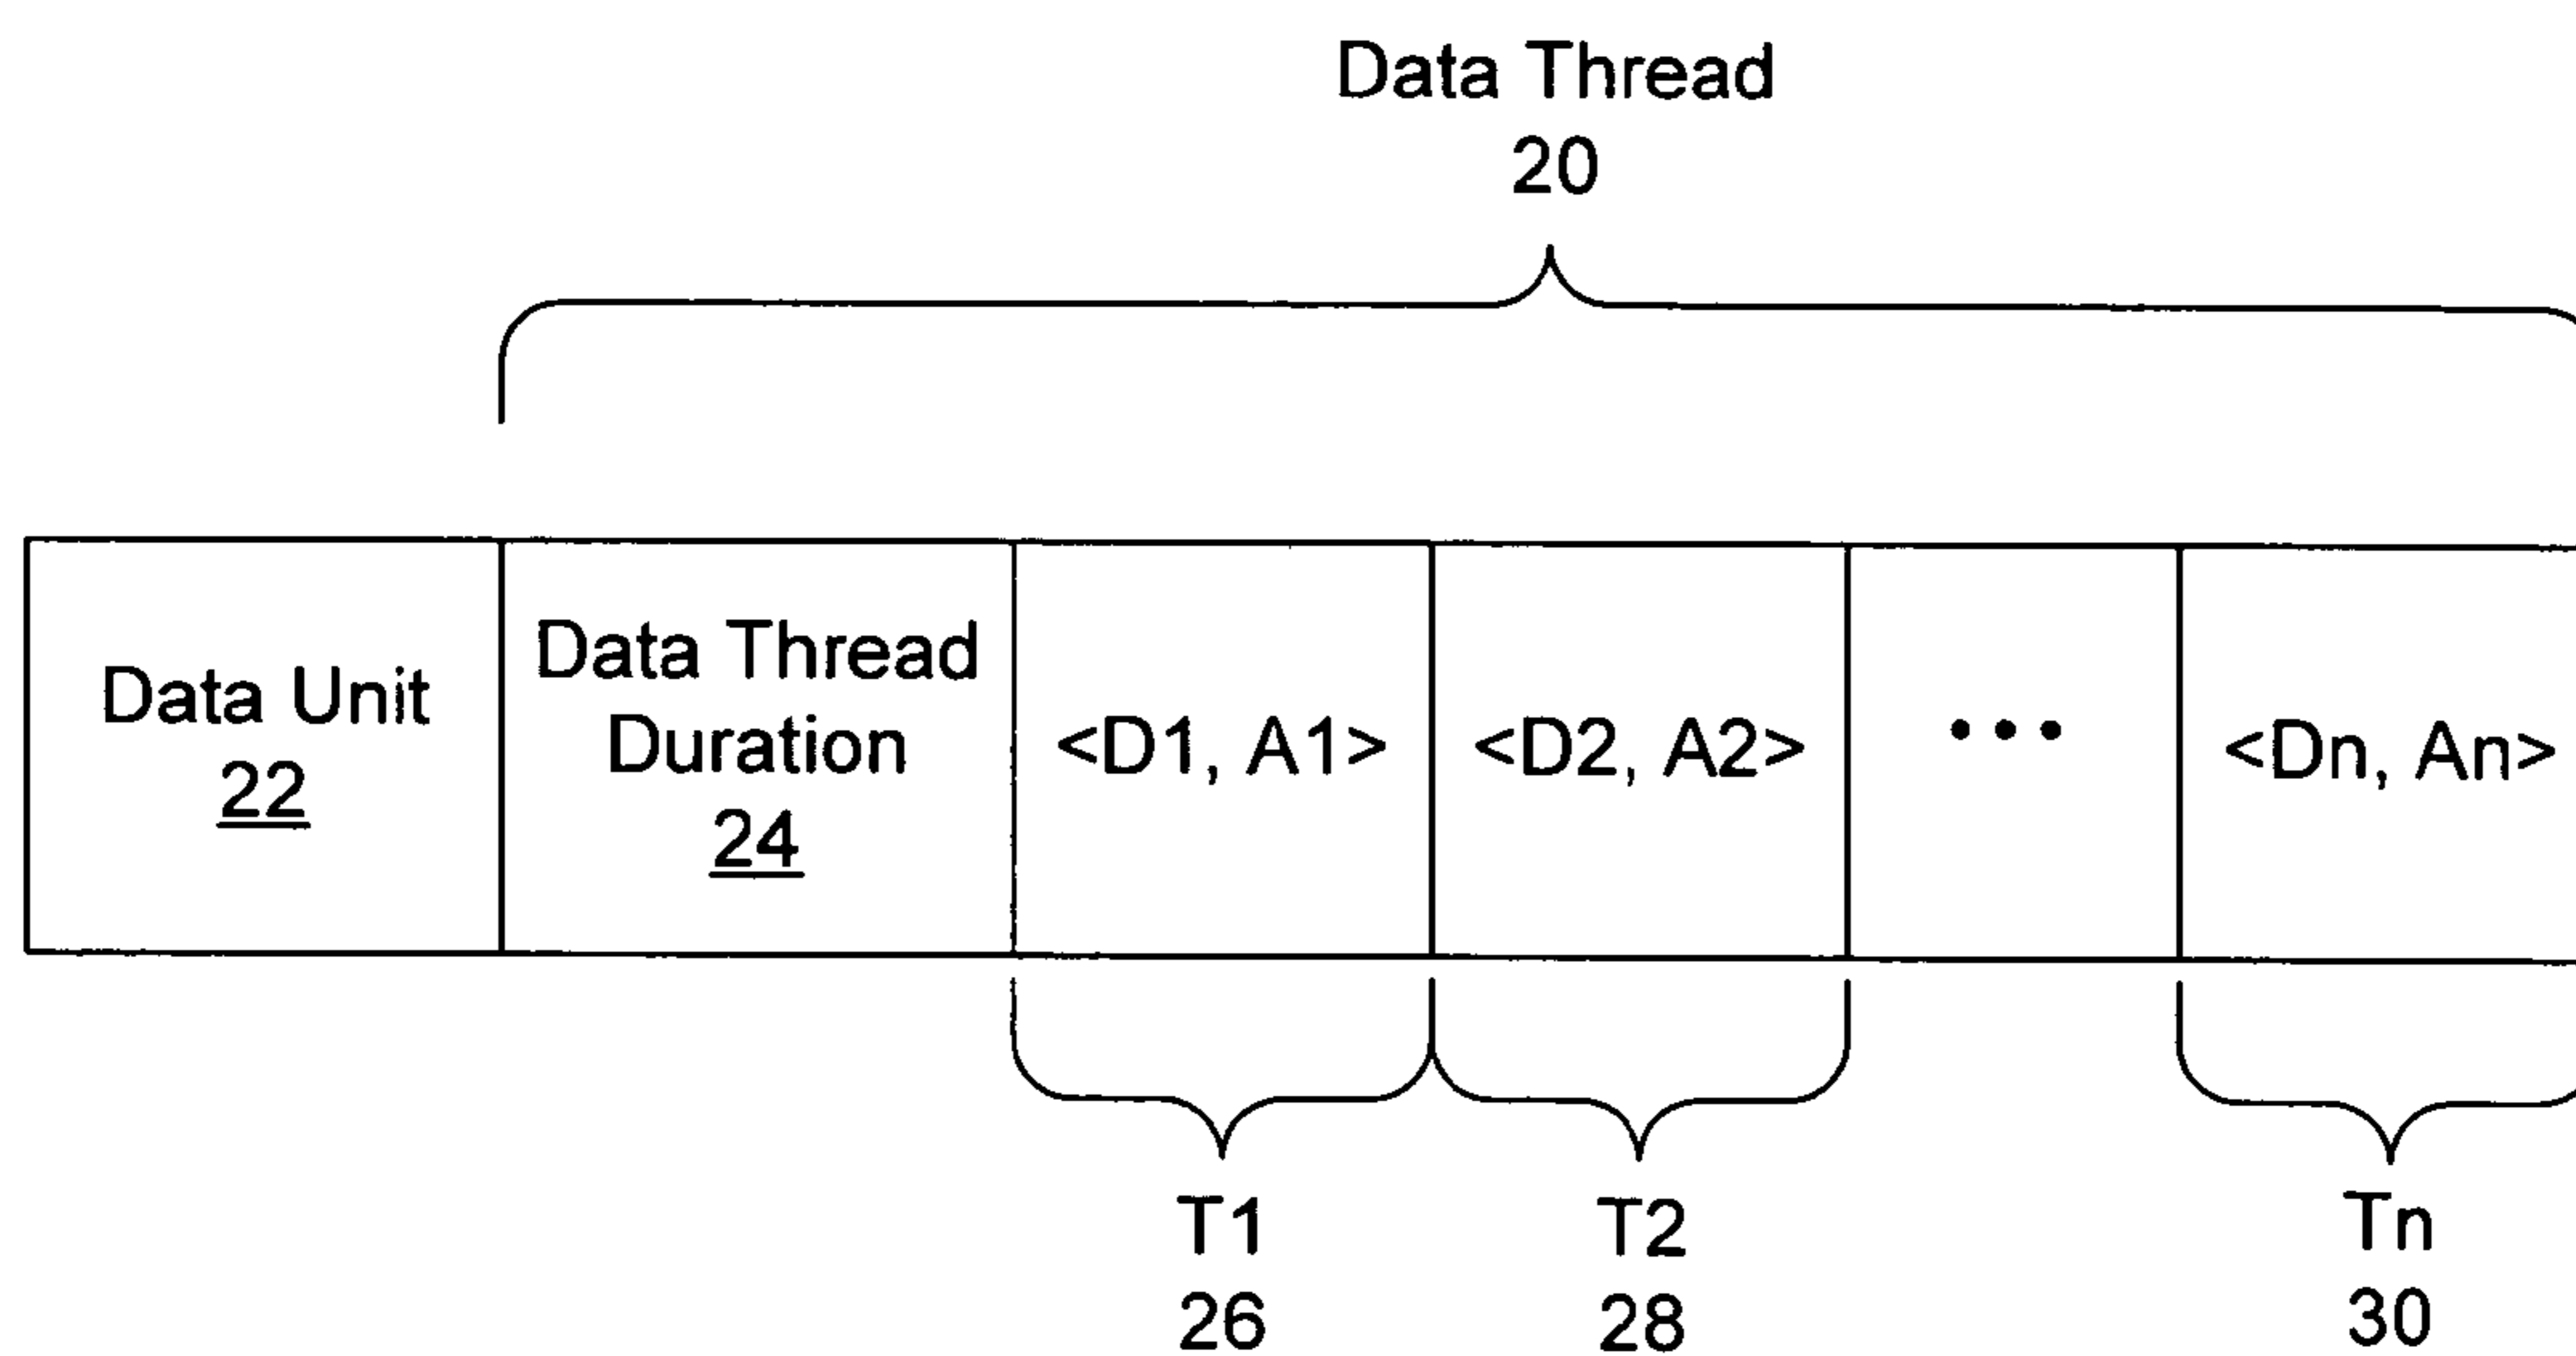 Data Thread
20
Data Unit
22
Data Thread
Duration
24
<D1, A1>
<D2, A2>
•••
<Dn, An>
T1
26
T2
28
Tn
30